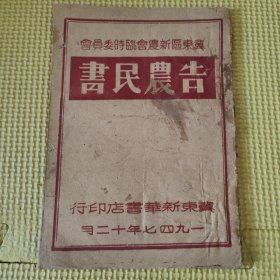 冀東區新農會臨時委員會
告農民書
冀東新華書店印行
一九四七年十二月